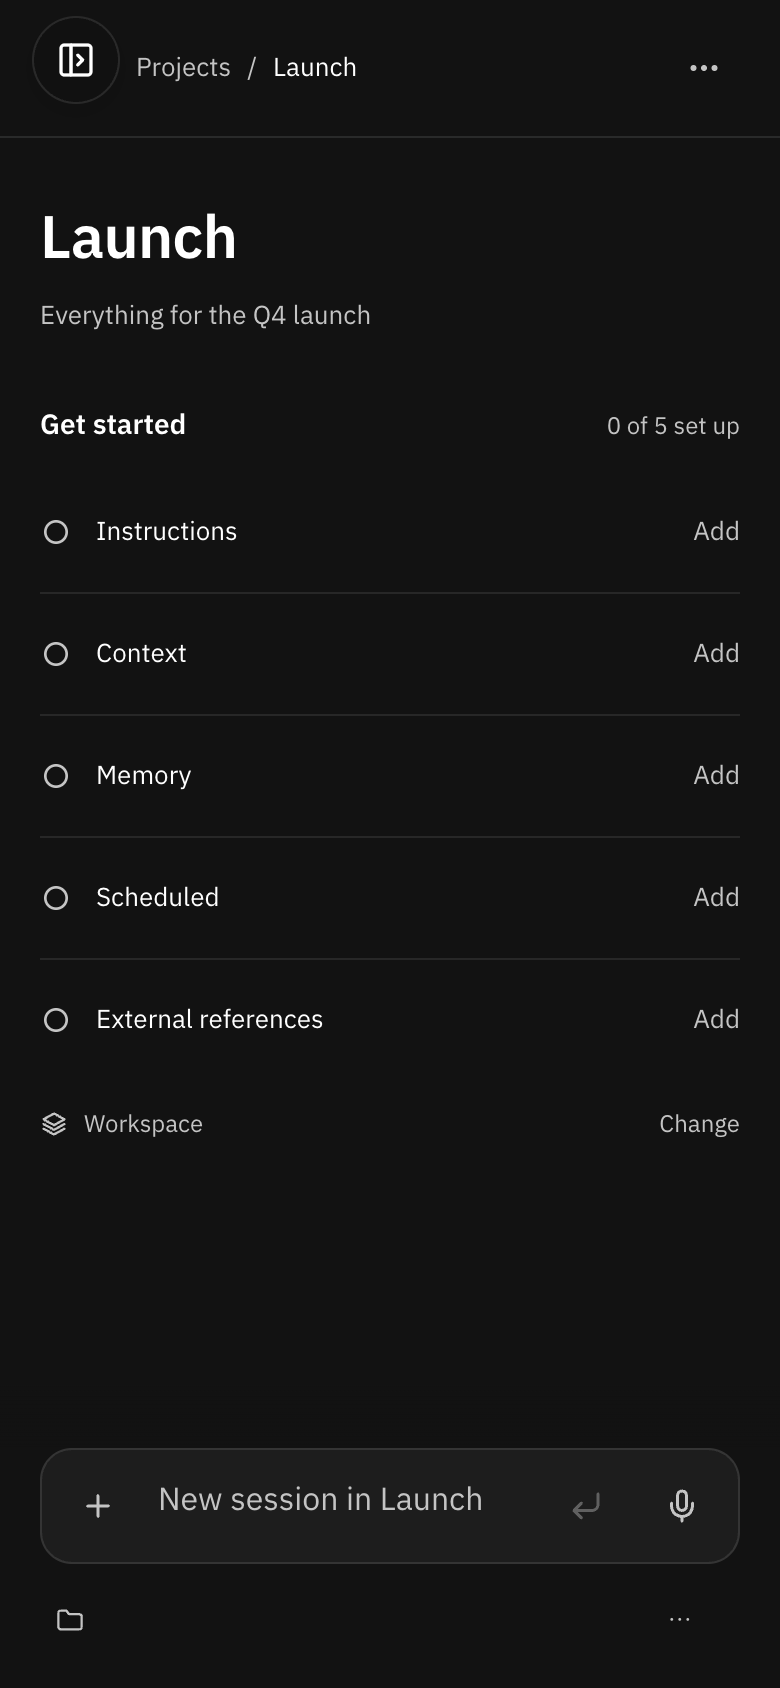 Projects / Launch
Launch
Everything for the Q4 launch
Get started 0 of 5 set up
Instructions Add
Context Add
Memory Add
Scheduled Add
External references Add
Workspace Change
New session in Launch